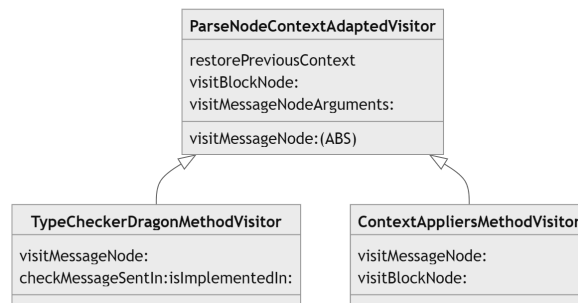 ParseNodeContextAdaptedVisitor
restorePreviousContext
visitBlockNode:
visitMessageNodeArguments:
visitMessageNode:(ABS)
TypeCheckerDragonMethodVisitor
visitMessageNode:
checkMessageSentIn:isImplementedIn:
ContextAppliersMethodVisitor
visitMessageNode:
visitBlockNode: